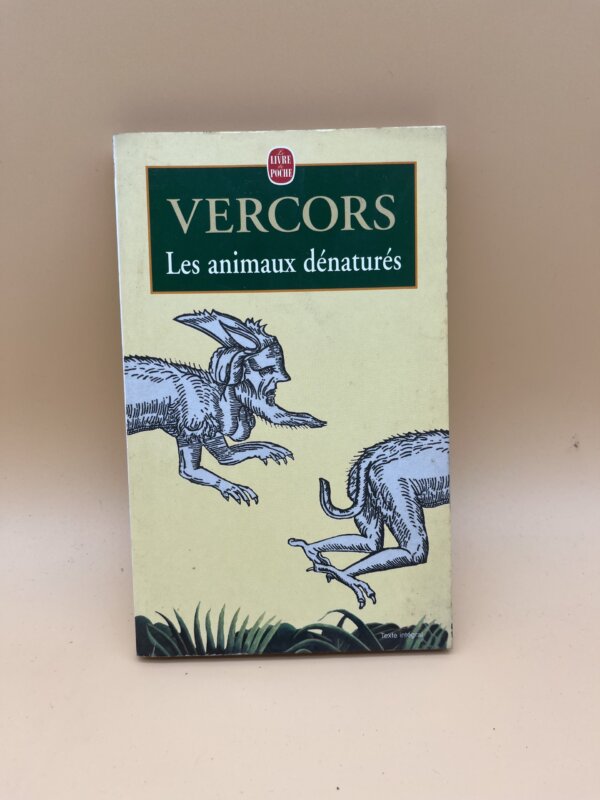 Le
LIVRE
de
POCHE
VERCORS
Les animaux dénaturés
Texte intégral